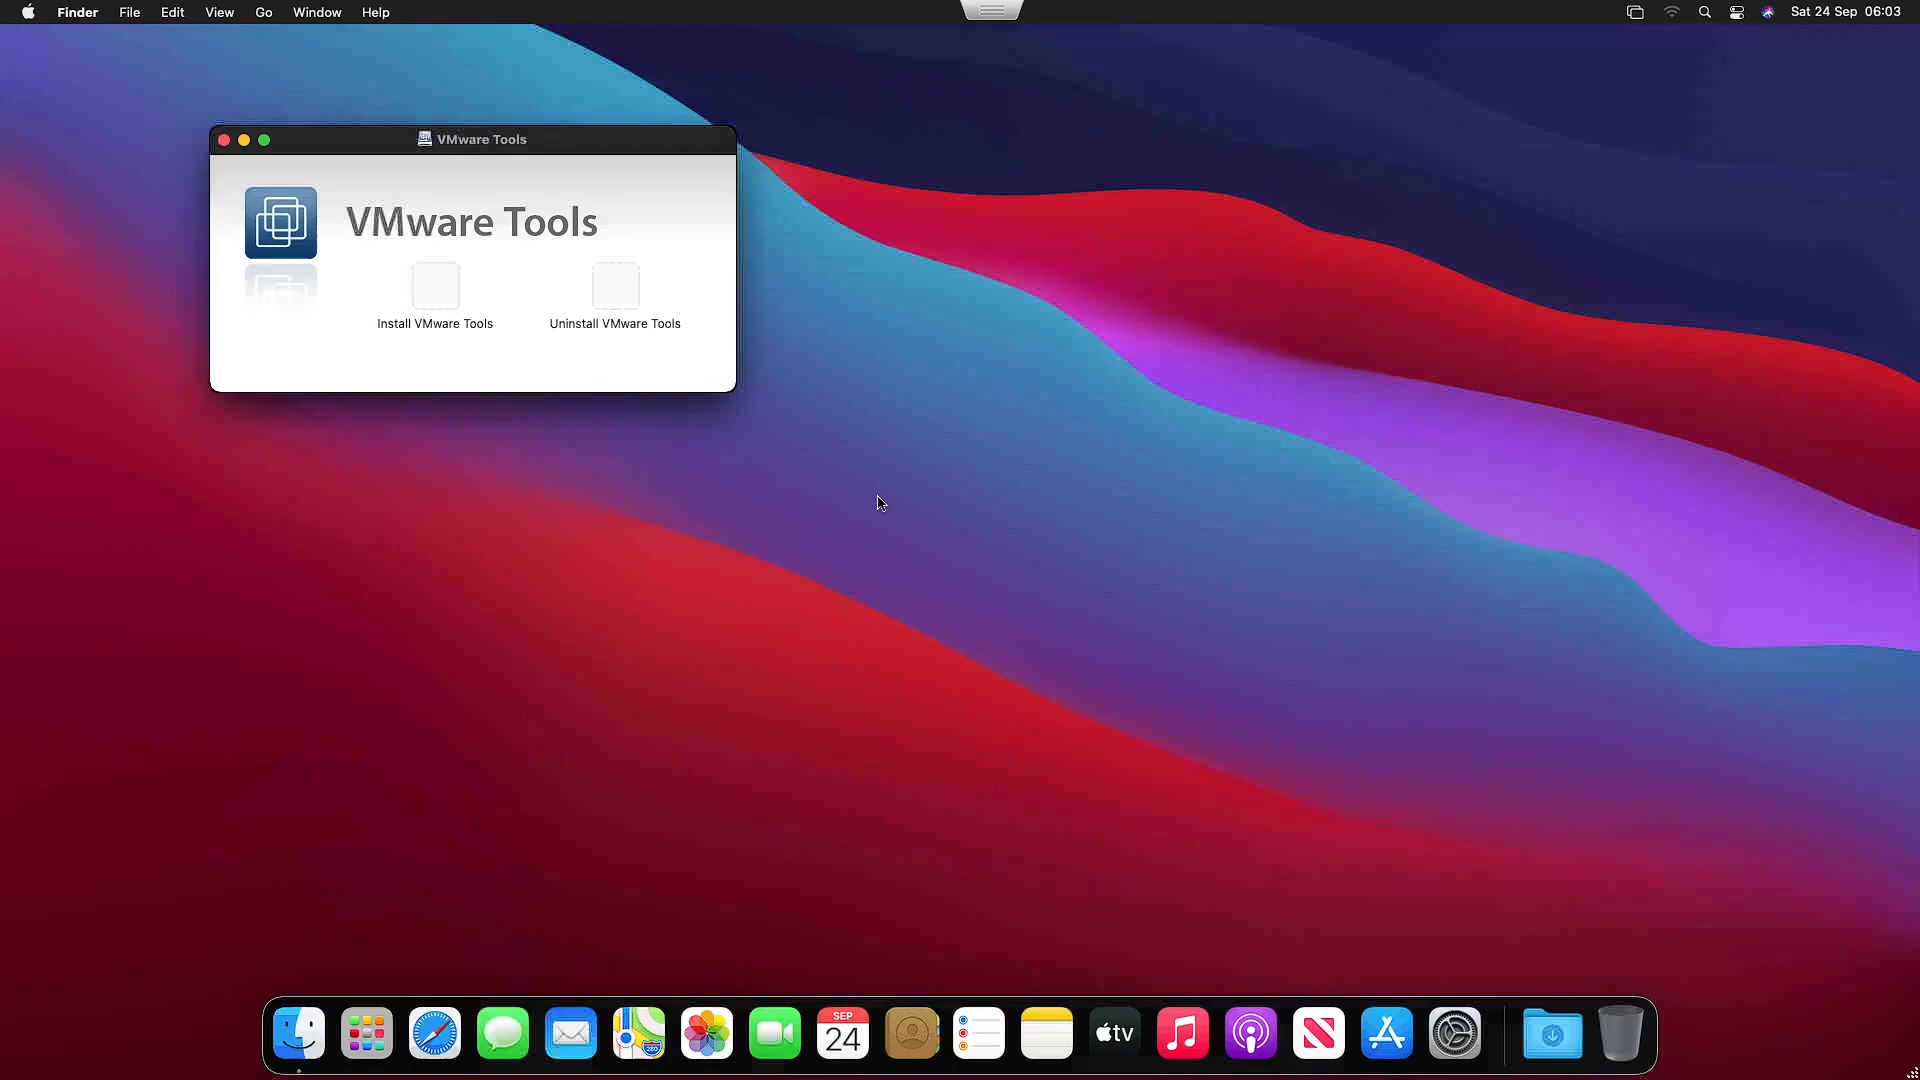 Finder File Edit View Go Window Help Sat 24 Sep 06:03
VMware Tools
VMware Tools
Install VMware Tools Uninstall VMware Tools
SEP
24
tv
280